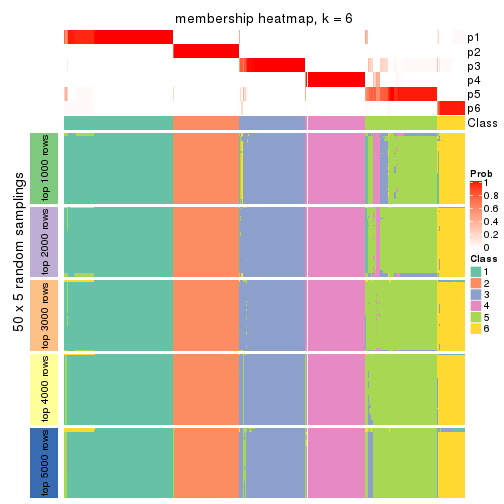 membership heatmap, k = 6
p1
p2
p3
p4
p5
p6
Class
50 x 5 random samplings
top 1000 rows
top 2000 rows
top 3000 rows
top 4000 rows
top 5000 rows
Prob
1
0.8
0.6
0.4
0.2
0
Class
1
2
3
4
5
6